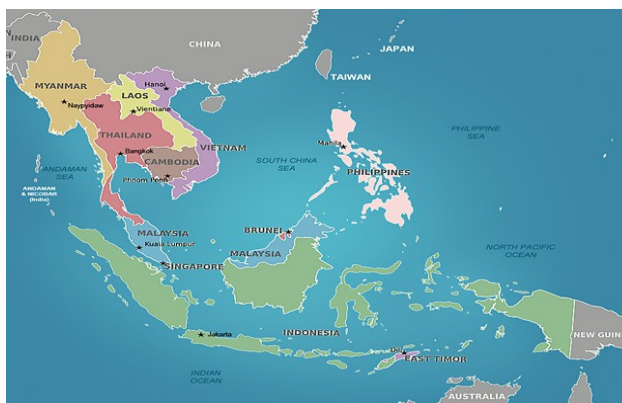 INDIA
CHINA
JAPAN
TAIWAN
MYANMAR
Naypyidaw
LAOS
Hanoi
Vientiane
THAILAND
Bangkok
VIETNAM
CAMBODIA
Phnom Penh
ANDAMAN
SEA
ANDAMAN
& NICOBAR
(India)
SOUTH CHINA
SEA
Manila
PHILIPPINES
PHILIPPINE
SEA
MALAYSIA
Kuala Lumpur
SINGAPORE
BRUNEI
MALAYSIA
NORTH PACIFIC
OCEAN
INDONESIA
Jakarta
INDIAN
OCEAN
EAST TIMOR
NEW GUIN
AUSTRALIA